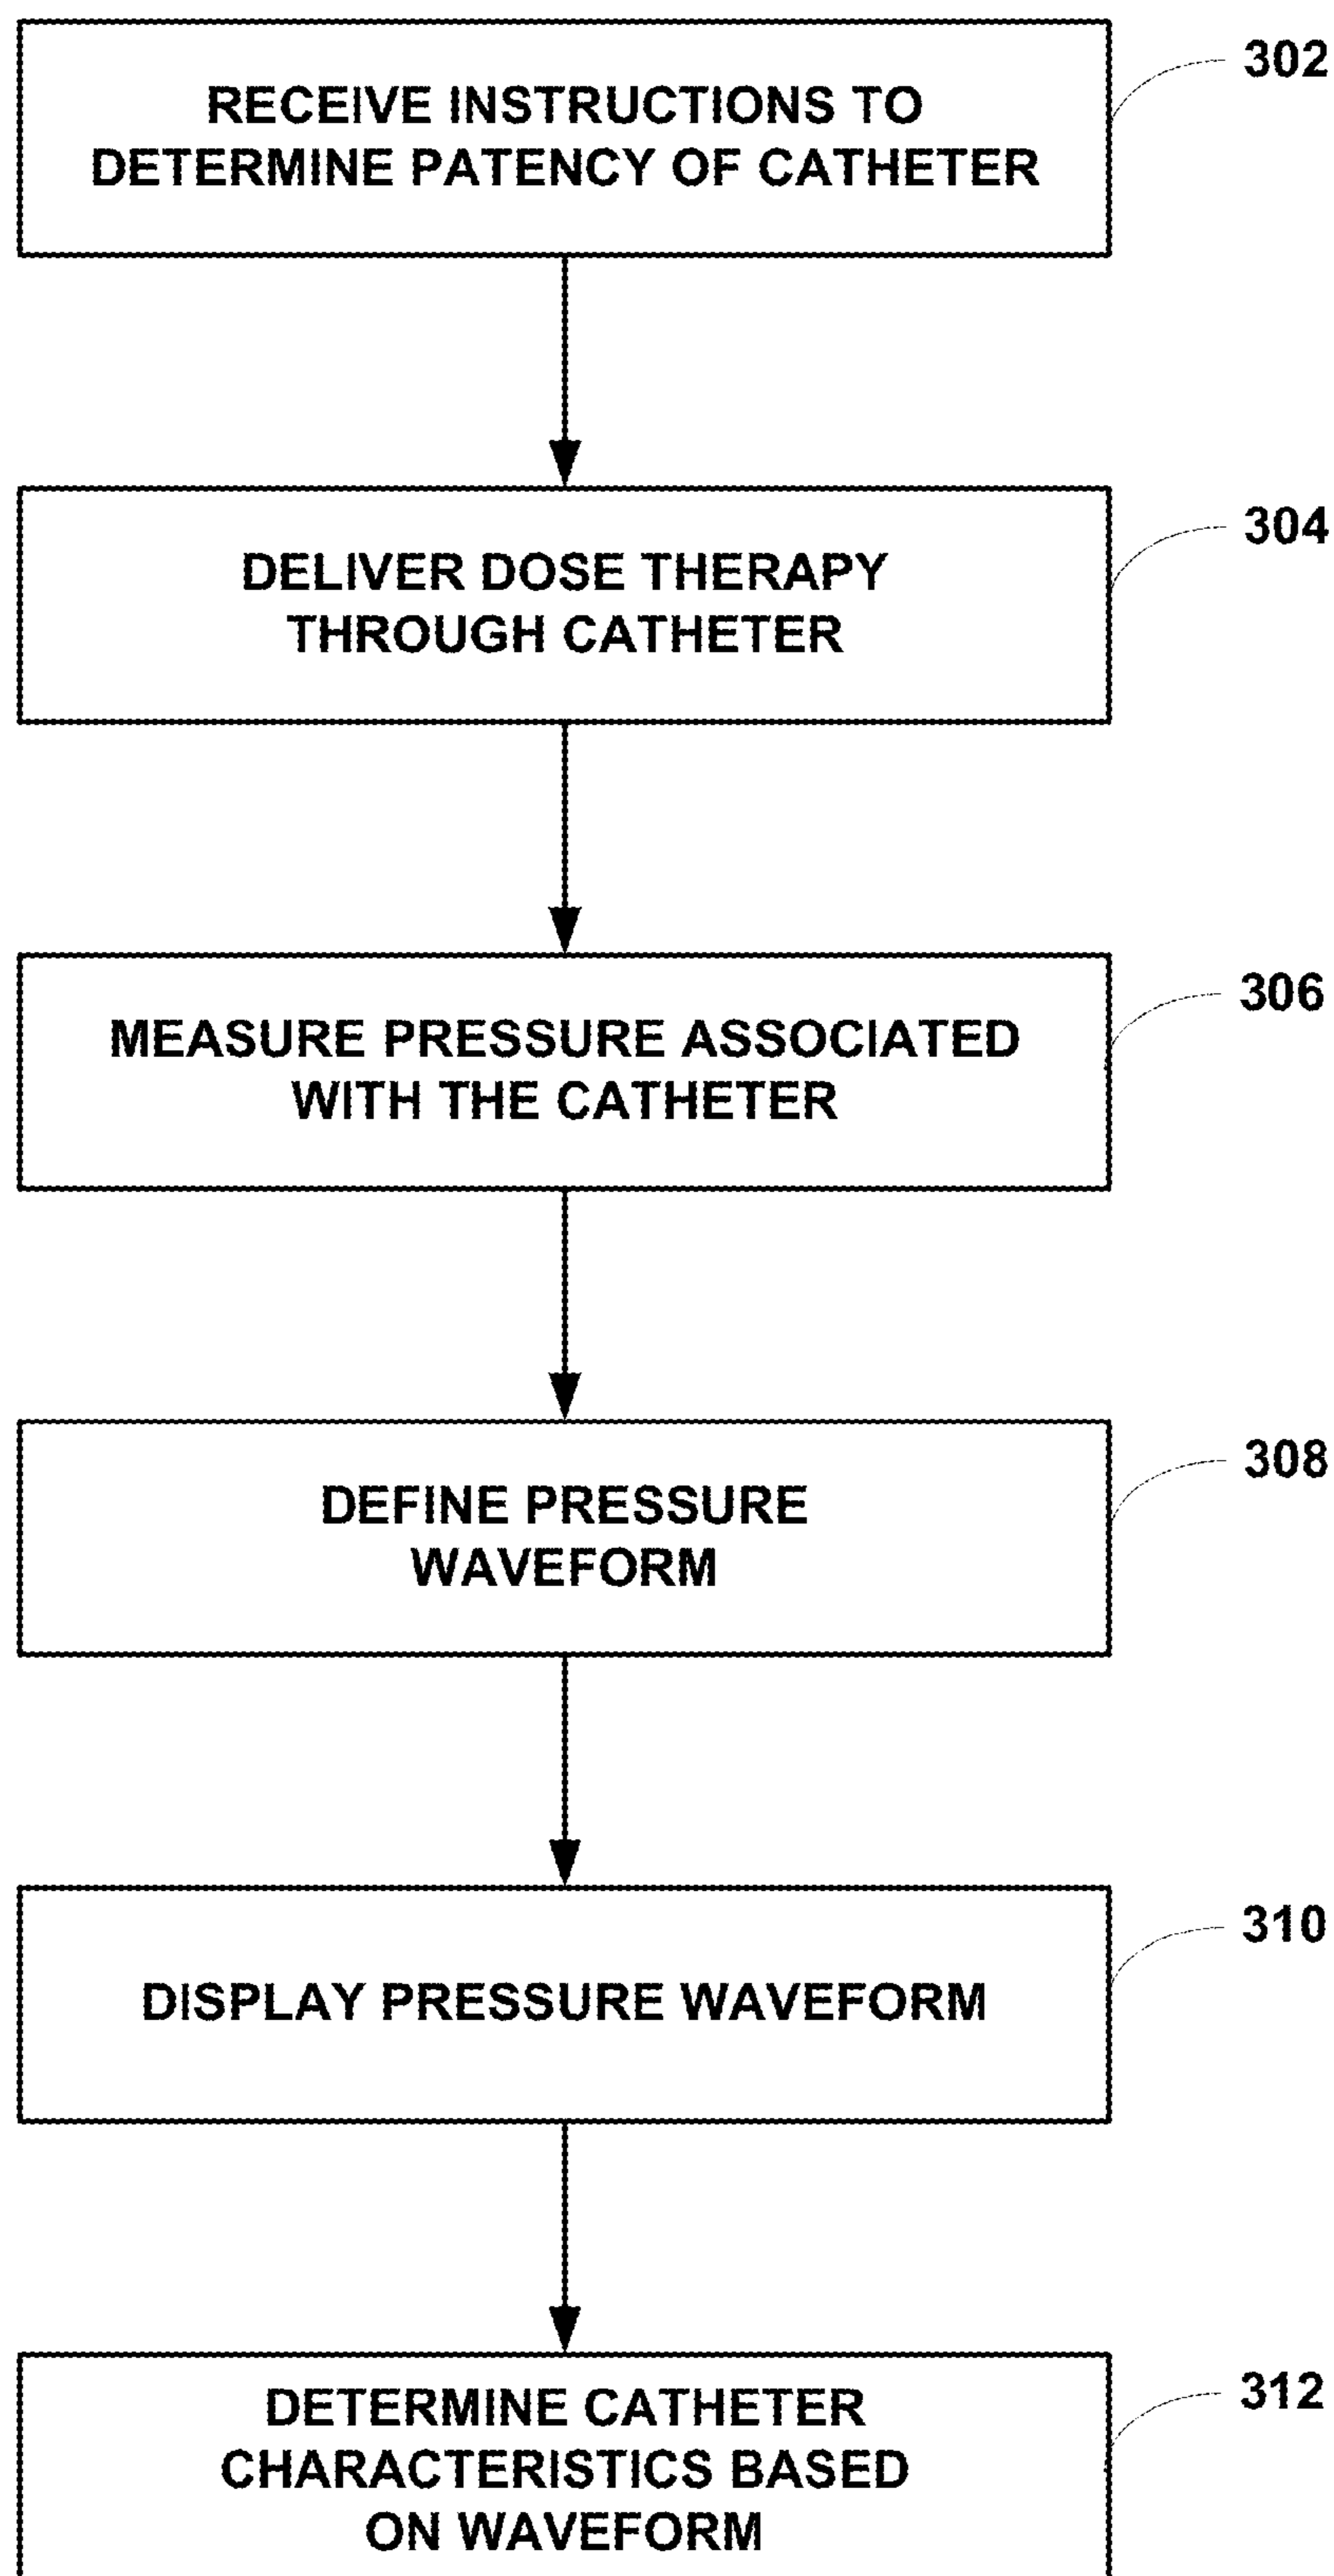 RECEIVE INSTRUCTIONS TO
DETERMINE PATENCY OF CATHETER
302
DELIVER DOSE THERAPY
THROUGH CATHETER
304
MEASURE PRESSURE ASSOCIATED
WITH THE CATHETER
306
DEFINE PRESSURE
WAVEFORM
308
DISPLAY PRESSURE WAVEFORM
310
DETERMINE CATHETER
CHARACTERISTICS BASED
ON WAVEFORM
312